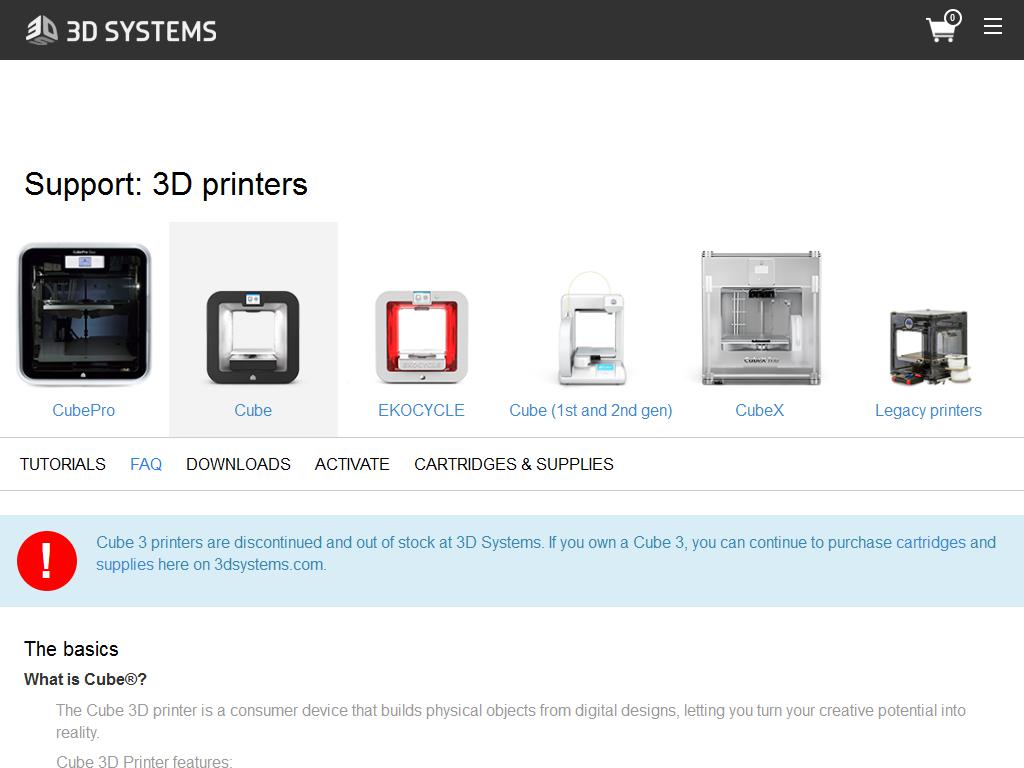 3D SYSTEMS
0
Support: 3D printers
CubePro
Cube
EKOCYCLE
Cube (1st and 2nd gen)
CubeX
Legacy printers
TUTORIALS FAQ DOWNLOADS ACTIVATE CARTRIDGES & SUPPLIES
!
Cube 3 printers are discontinued and out of stock at 3D Systems. If you own a Cube 3, you can continue to purchase cartridges and
supplies here on 3dsystems.com.
The basics
What is Cube®?
The Cube 3D printer is a consumer device that builds physical objects from digital designs, letting you turn your creative potential into
reality.
Cube 3D Printer features: